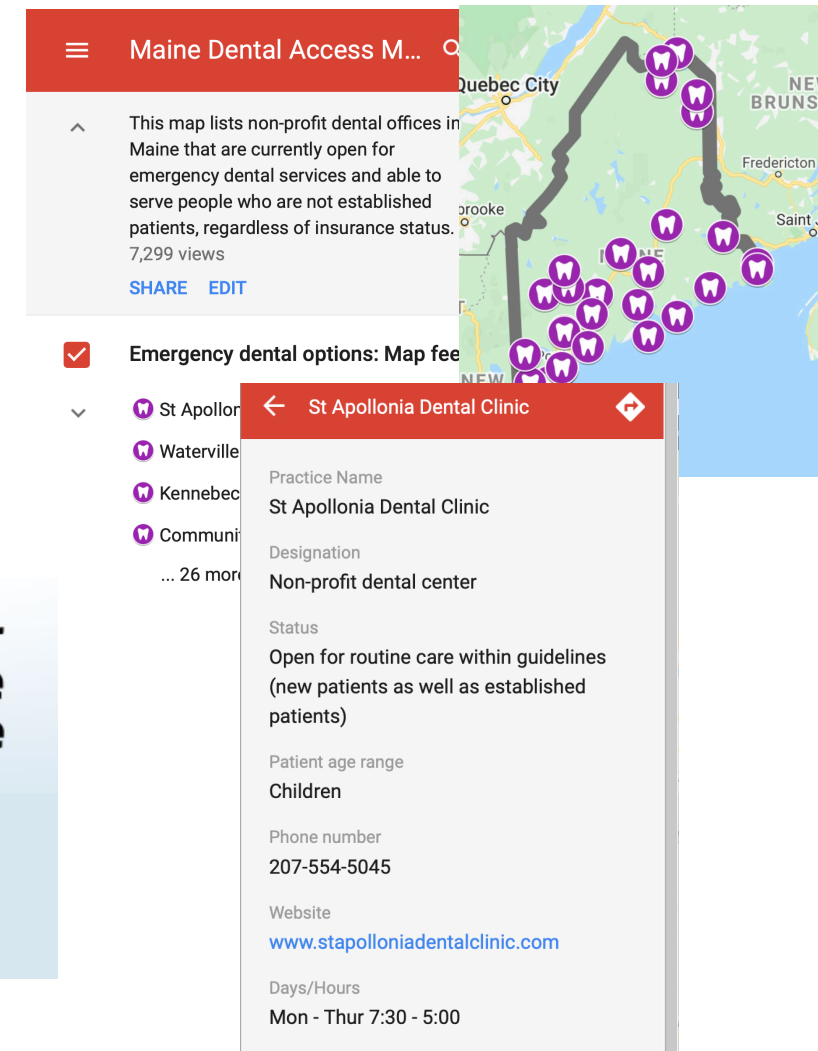 Maine Dental Access M...
This map lists non-profit dental offices in
Maine that are currently open for
emergency dental services and able to
serve people who are not established
patients, regardless of insurance status.
7,299 views
SHARE EDIT
Emergency dental options: Map fee
St Apollon
Waterville
Kennebec
Communi
... 26 more
Quebec City
NE
BRUNS
Fredericton
brooke
Saint
NE
NEW
St Apollonia Dental Clinic
Practice Name
St Apollonia Dental Clinic
Designation
Non-profit dental center
Status
Open for routine care within guidelines
(new patients as well as established
patients)
Patient age range
Children
Phone number
207-554-5045
Website
www.stapolloniadentalclinic.com
Days/Hours
Mon - Thur 7:30 - 5:00